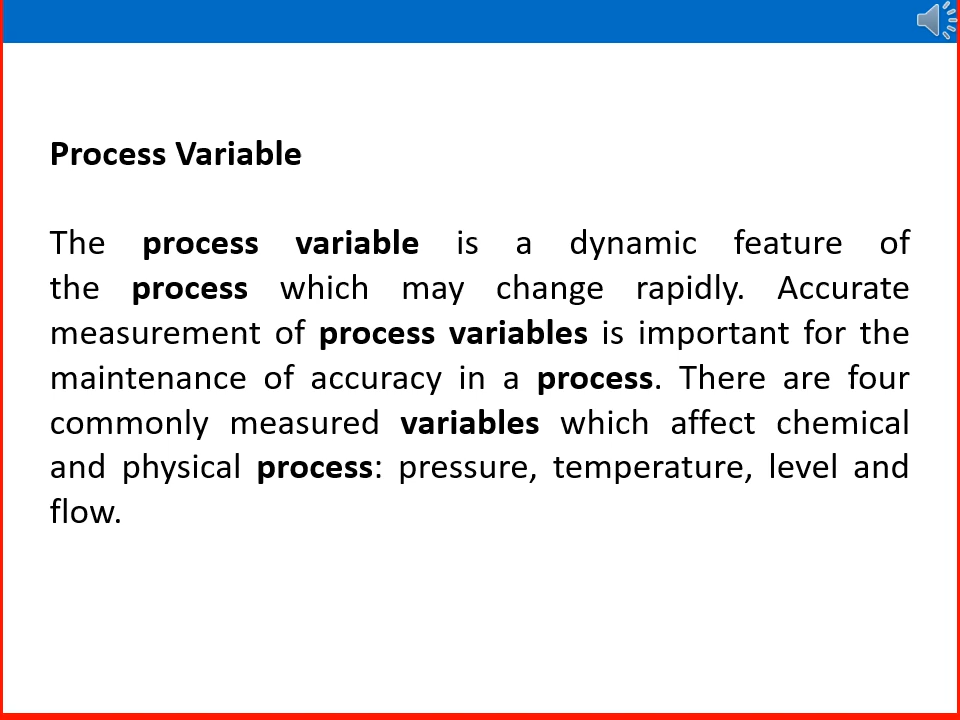 Process Variable
The process variable is a dynamic feature of
the process which may change rapidly. Accurate
measurement of process variables is important for the
maintenance of accuracy in a process. There are four
commonly measured variables which affect chemical
and physical process: pressure, temperature, level and
flow.